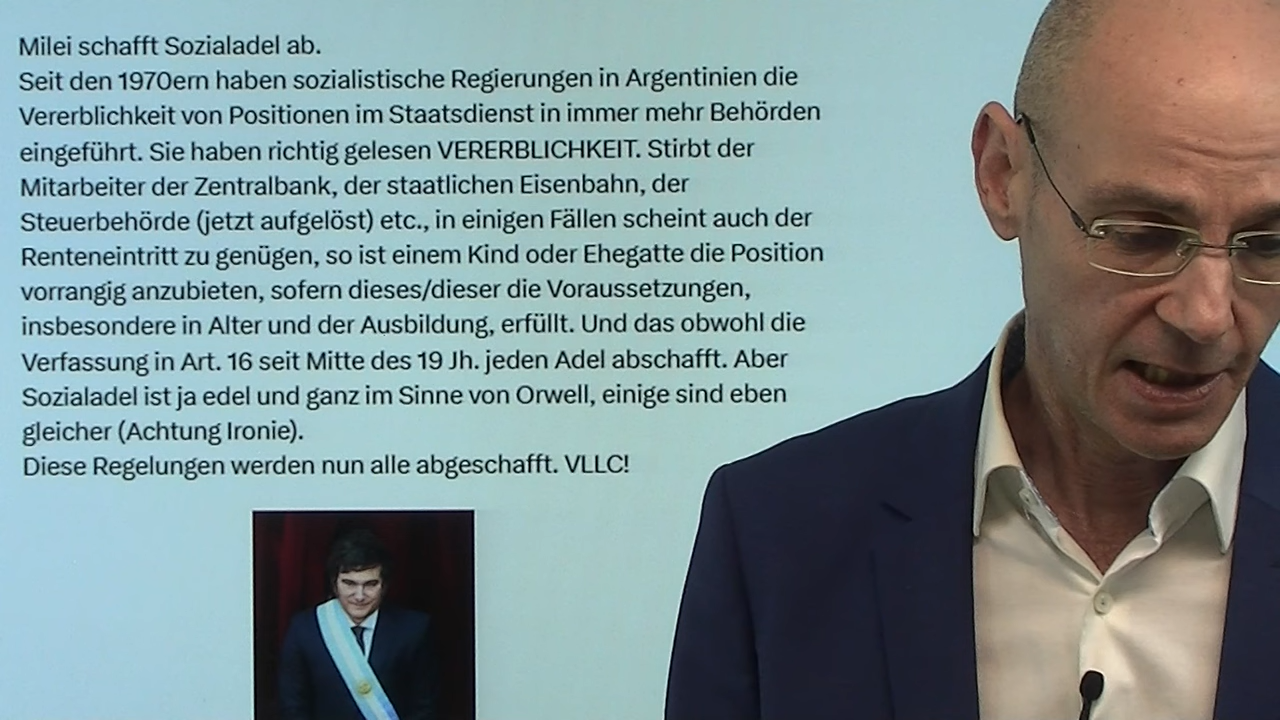 Milei schafft Sozialadel ab.
Seit den 1970ern haben sozialistische Regierungen in Argentinien die
Vererblichkeit von Positionen im Staatsdienst in immer mehr Behörden
eingeführt. Sie haben richtig gelesen VERERBLICHKEIT. Stirbt der
Mitarbeiter der Zentralbank, der staatlichen Eisenbahn, der
Steuerbehörde (jetzt aufgelöst) etc., in einigen Fällen scheint auch der
Renteneintritt zu genügen, so ist einem Kind oder Ehegatte die Position
vorrangig anzubieten, sofern dieses/dieser die Voraussetzungen,
insbesondere in Alter und der Ausbildung, erfüllt. Und das obwohl die
Verfassung in Art. 16 seit Mitte des 19 Jh. jeden Adel abschafft. Aber
Sozialadel ist ja edel und ganz im Sinne von Orwell, einige sind eben
gleicher (Achtung Ironie).
Diese Regelungen werden nun alle abgeschafft. VLLC!